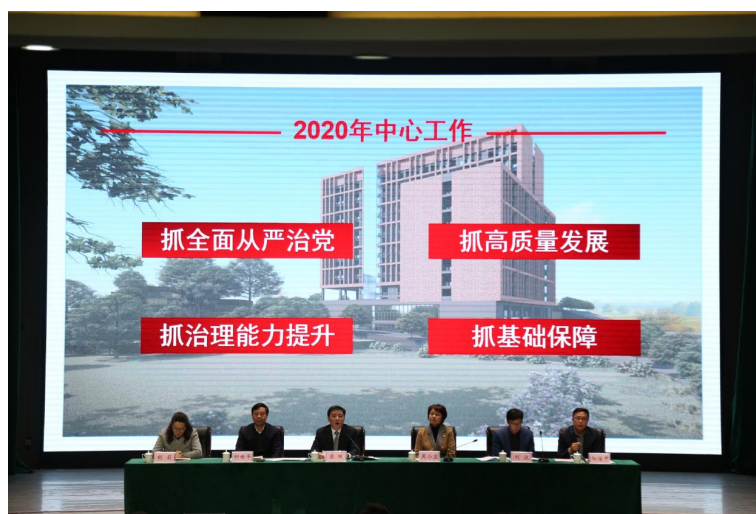 2020年中心工作
抓全面从严治党
抓高质量发展
抓治理能力提升
抓基础保障